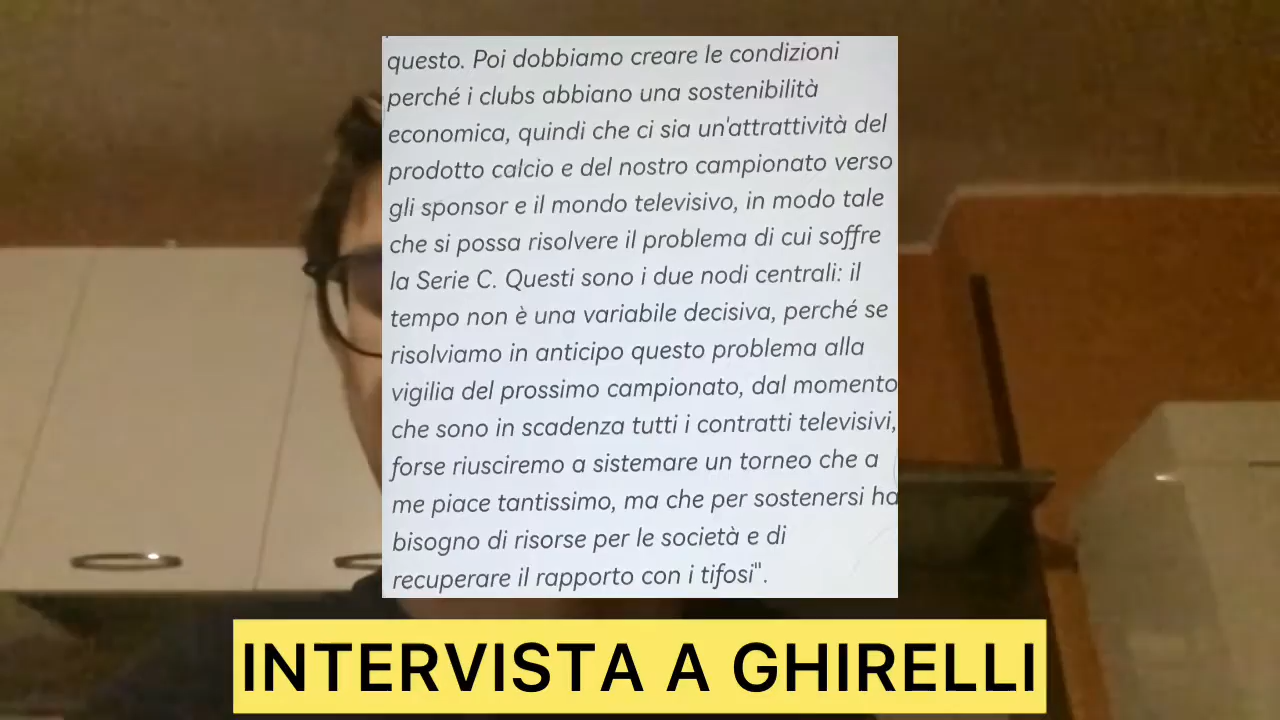 questo. Poi dobbiamo creare le condizioni
perché i clubs abbiano una sostenibilità
economica, quindi che ci sia un'attrattività del
prodotto calcio e del nostro campionato verso
gli sponsor e il mondo televisivo, in modo tale
che si possa risolvere il problema di cui soffre
la Serie C. Questi sono i due nodi centrali: il
tempo non è una variabile decisiva, perché se
risolviamo in anticipo questo problema alla
vigilia del prossimo campionato, dal momento
che sono in scadenza tutti i contratti televisivi,
forse riusciremo a sistemare un torneo che a
me piace tantissimo, ma che per sostenersi ha
bisogno di risorse per le società e di
recuperare il rapporto con i tifosi".
INTERVISTA A GHIRELLI